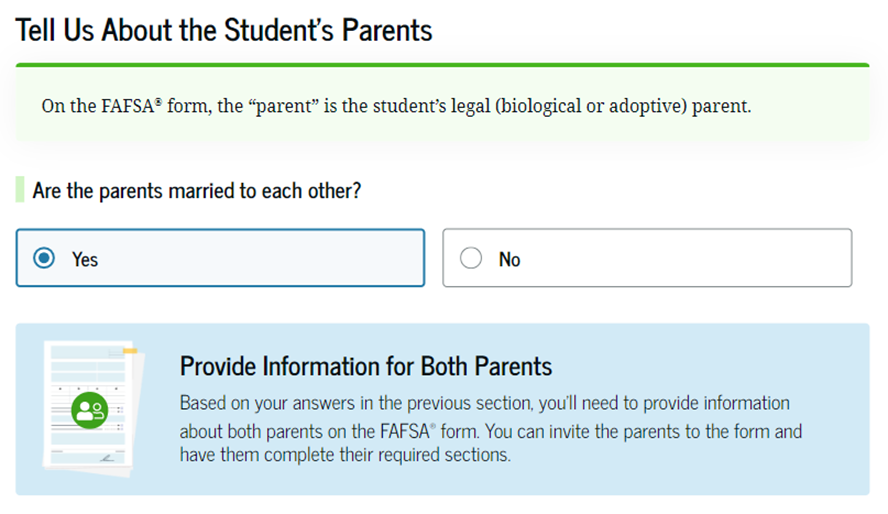 Tell Us About the Student's Parents
On the FAFSA® form, the “parent” is the student's legal (biological or adoptive) parent.
Are the parents married to each other?
Yes
No
Provide Information for Both Parents
Based on your answers in the previous section, you'll need to provide information
about both parents on the FAFSA® form. You can invite the parents to the form and
have them complete their required sections.